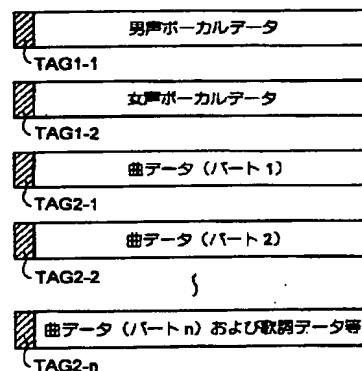 男声ボーカルデータ
TAG1-1
女声ボーカルデータ
TAG1-2
曲データ (パート 1)
TAG2-1
曲データ (パート 2)
TAG2-2
曲データ (パート n) および歌詞データ等
TAG2-n